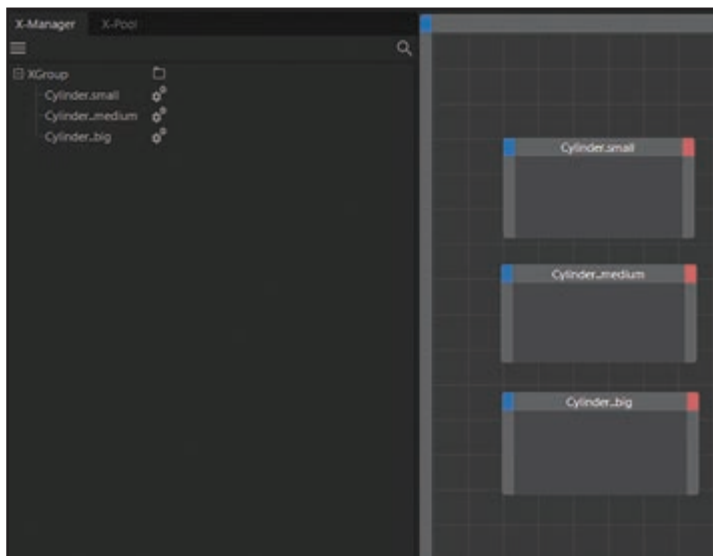 X-Manager X-Pool
XGroup
Cylinder.small
Cylinder..medium
Cylinder..big
Cylinder.small
Cylinder..medium
Cylinder..big